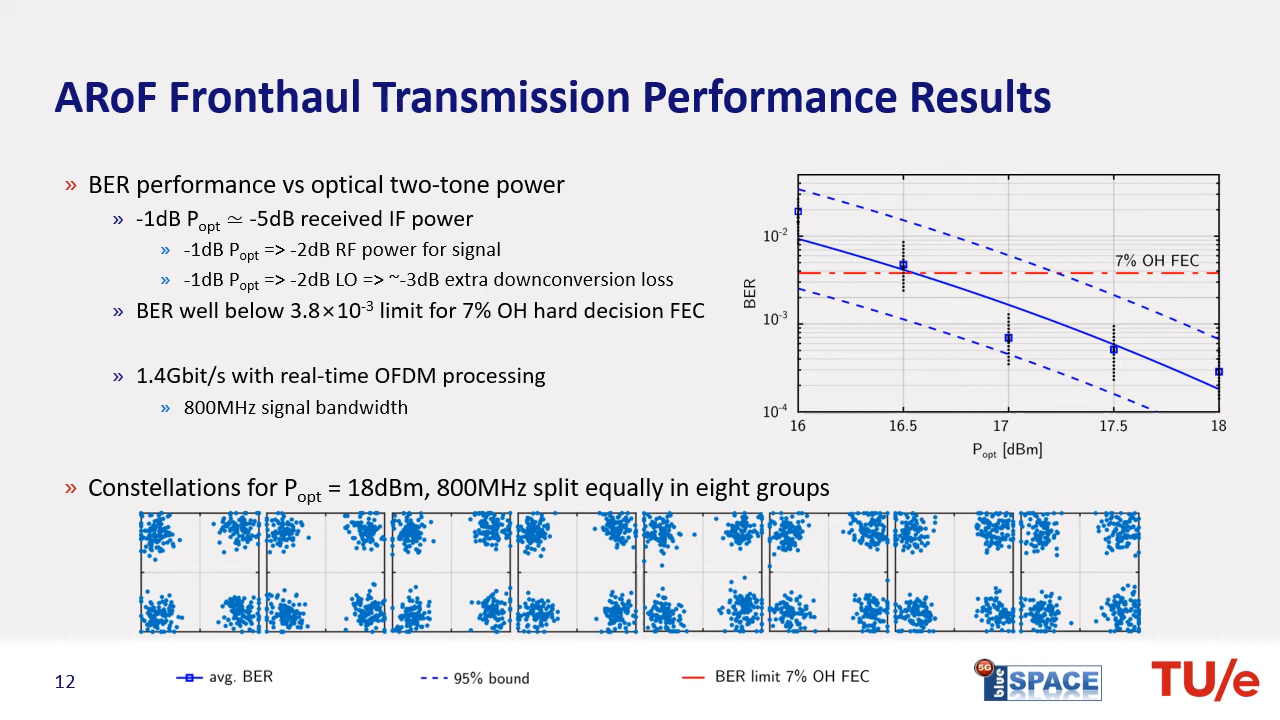 ARoF Fronthaul Transmission Performance Results
» BER performance vs optical two-tone power
» -1dB Popt ≃ -5dB received IF power
» -1dB Popt => -2dB RF power for signal
» -1dB Popt => -2dB LO => ~-3dB extra downconversion loss
» BER well below 3.8×10⁻³ limit for 7% OH hard decision FEC
» 1.4Gbit/s with real-time OFDM processing
» 800MHz signal bandwidth
BER
10⁻²
10⁻³
10⁻⁴
7% OH FEC
16 16.5 17 17.5 18
Popt [dBm]
» Constellations for Popt = 18dBm, 800MHz split equally in eight groups
12
avg. BER
95% bound
BER limit 7% OH FEC
5G
blue SPACE
TU/e